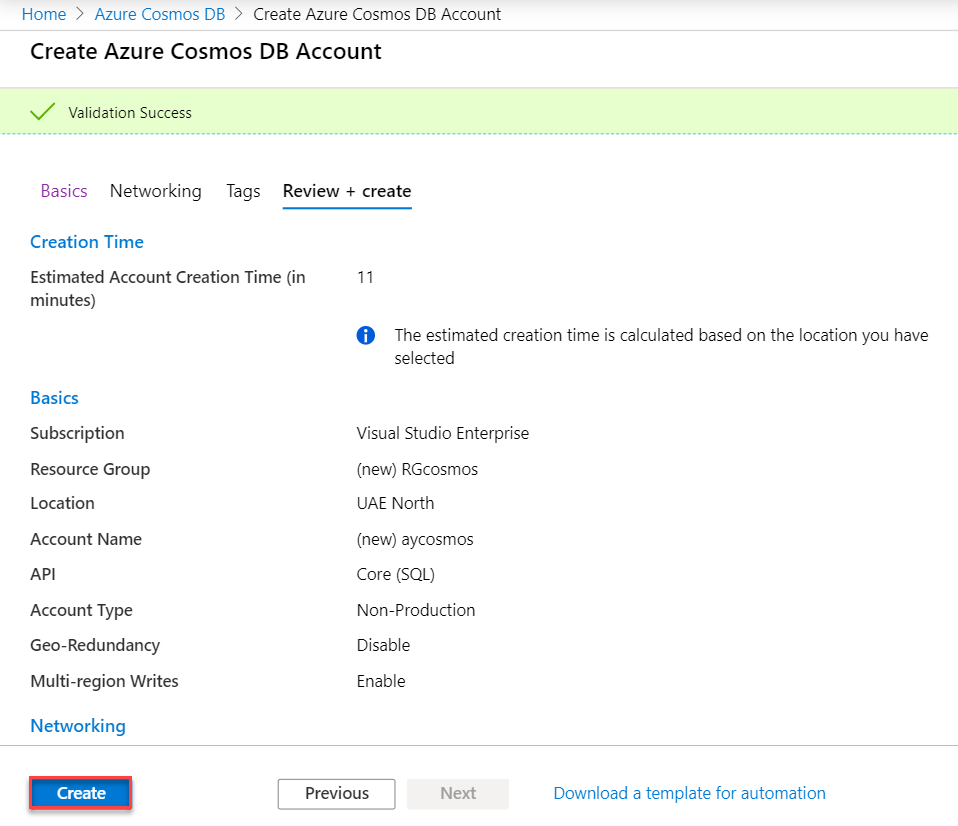 Home > Azure Cosmos DB > Create Azure Cosmos DB Account
Create Azure Cosmos DB Account
Validation Success
Basics Networking Tags Review + create
Creation Time
Estimated Account Creation Time (in minutes) 11
The estimated creation time is calculated based on the location you have
selected
Basics
Subscription Visual Studio Enterprise
Resource Group (new) RGcosmos
Location UAE North
Account Name (new) aycosmos
API Core (SQL)
Account Type Non-Production
Geo-Redundancy Disable
Multi-region Writes Enable
Networking
Create Previous Next Download a template for automation